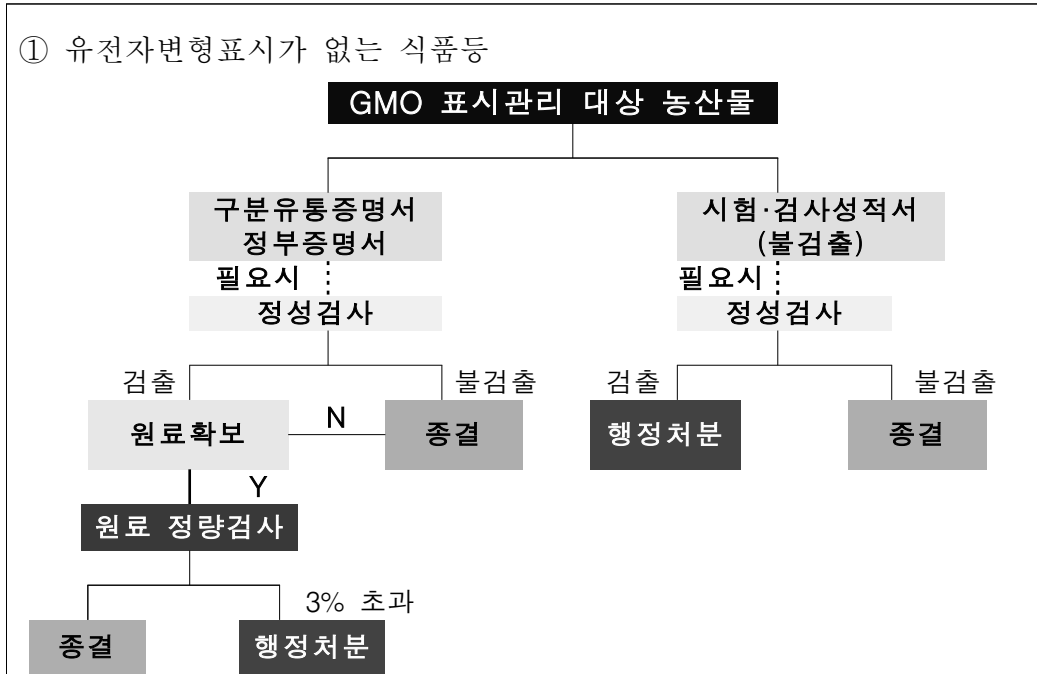 ① 유전자변형표시가 없는 식품등
GMO 표시관리 대상 농산물
구분유통증명서
정부증명서
시험·검사성적서
(불검출)
필요시
필요시
정성검사
정성검사
검출
불검출
검출
불검출
원료확보
N
종결
행정처분
종결
Y
원료 정량검사
3% 초과
종결
행정처분